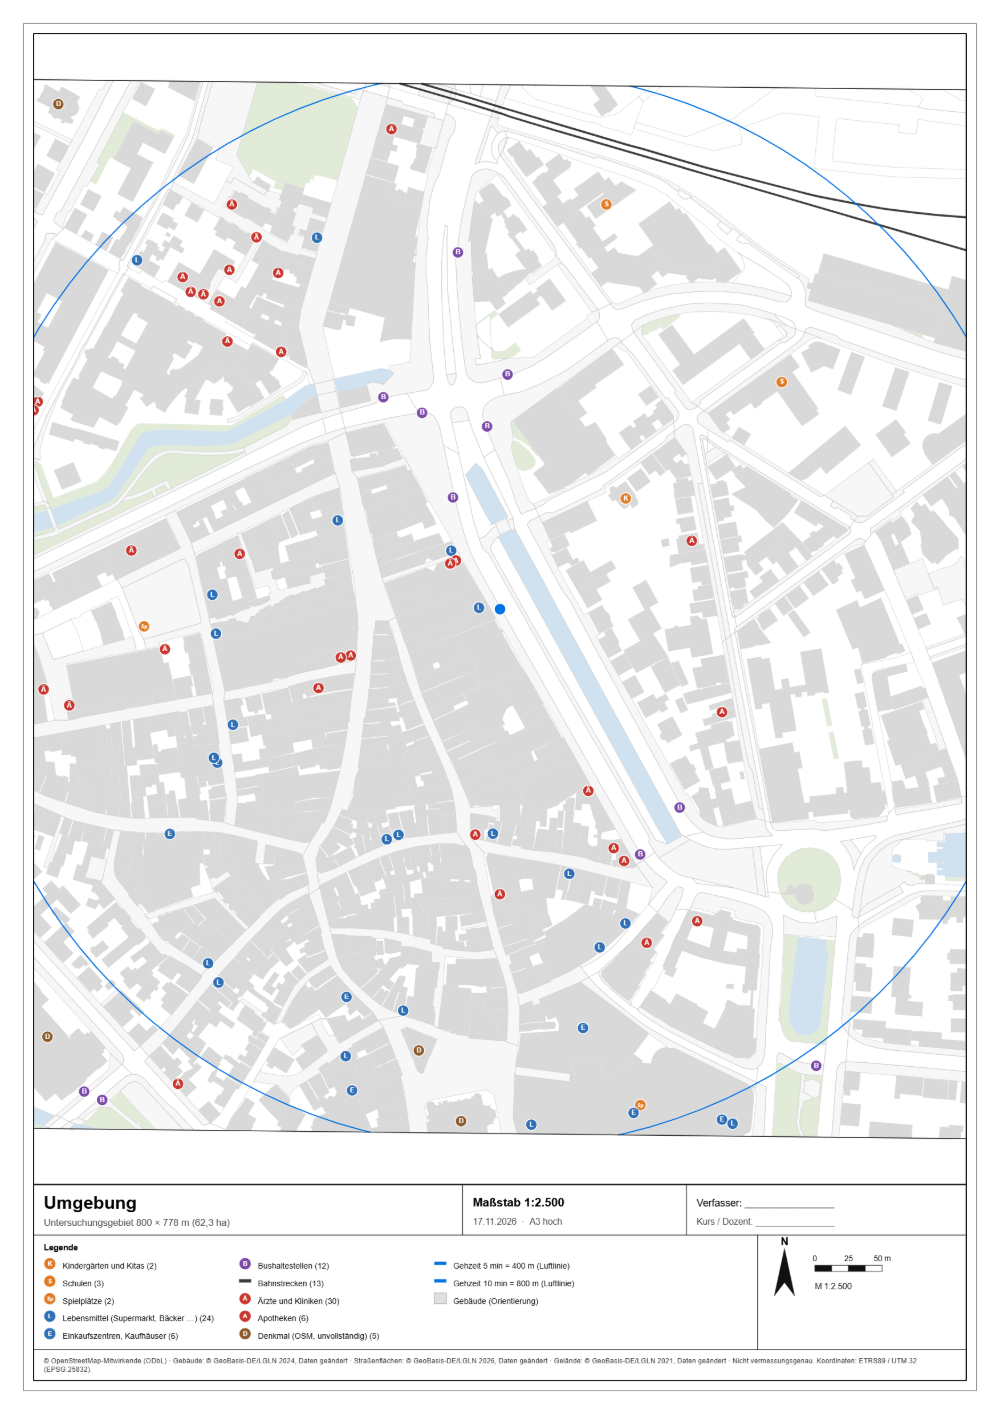 Umgebung
Untersuchungsgebiet 800 × 778 m (62,3 ha)
Maßstab 1:2.500
17.11.2026 · A3 hoch
Verfasser: ___________________
Kurs / Dozent: _________________
Legende
K Kindergärten und Kitas (2)
S Schulen (3)
Sp Spielplätze (2)
L Lebensmittel (Supermarkt, Bäcker ...) (24)
E Einkaufszentren, Kaufhäuser (6)
B Bushaltestellen (12)
Bahnstrecken (13)
Ä Ärzte und Kliniken (30)
A Apotheken (6)
D Denkmal (OSM, unvollständig) (5)
Gehzeit 5 min = 400 m (Luftlinie)
Gehzeit 10 min = 800 m (Luftlinie)
Gebäude (Orientierung)
N
0 25 50 m
M 1:2.500
© OpenStreetMap-Mitwirkende (ODbL) · Gebäude: © GeoBasis-DE/LGLN 2024, Daten geändert · Straßenflächen: © GeoBasis-DE/LGLN 2026, Daten geändert · Gelände: © GeoBasis-DE/LGLN 2021, Daten geändert · Nicht vermessungsgenau. Koordinaten: ETRS89 / UTM 32
(EPSG:25832).